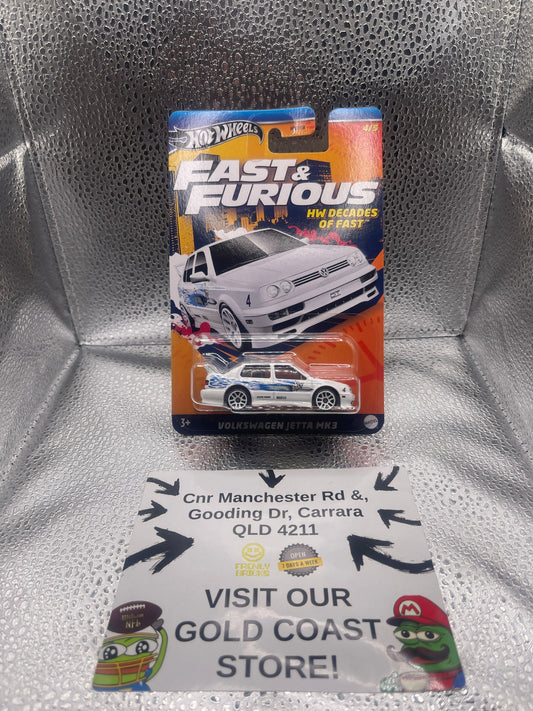 HOT WHEELS
4/5
FAST &
FURIOUS
HW DECADES
OF FAST
4
3+
VOLKSWAGEN JETTA MK3
Cnr Manchester Rd &,
Gooding Dr, Carrara
QLD 4211
FRENLY
BRICKS
OPEN
7 DAYS A WEEK
VISIT OUR
GOLD COAST
STORE!
NFL
M